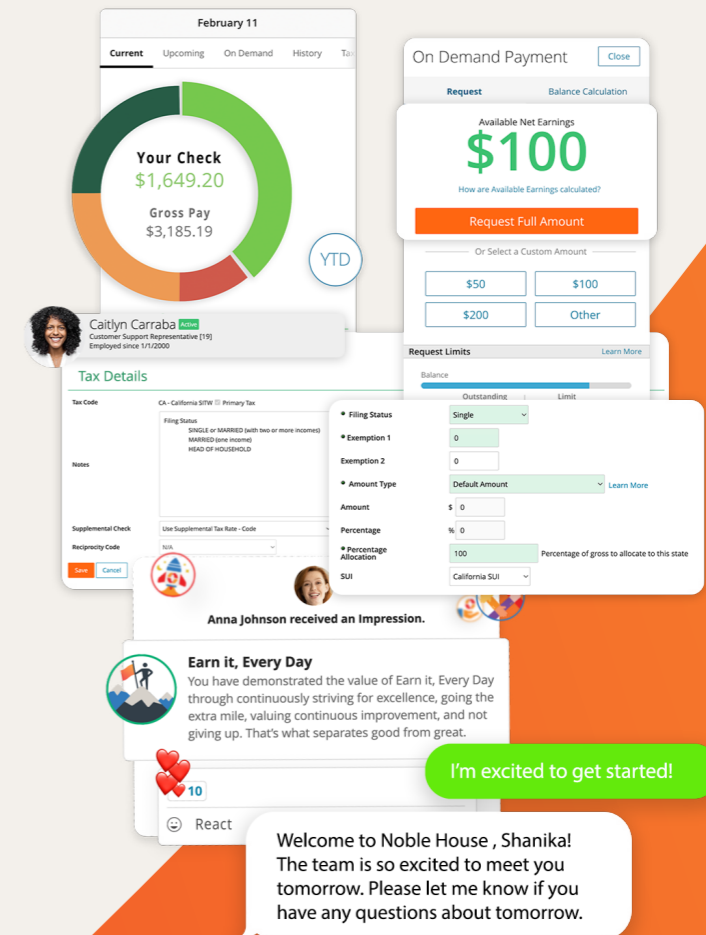 February 11
Current Upcoming On Demand History Tax
Your Check
$1,649.20
Gross Pay
$3,185.19
YTD
On Demand Payment Close
Request Balance Calculation
Available Net Earnings
$100
How are Available Earnings calculated?
Request Full Amount
Or Select a Custom Amount
$50 $100
$200 Other
Request Limits Learn More
Balance
Outstanding Limit
Caitlyn Carraba Active
Customer Support Representative [19]
Employed since 1/1/2000
Tax Details
Tax Code CA - California SITW Primary Tax
Notes
Filing Status
SINGLE or MARRIED (with two or more incomes)
MARRIED (one income)
HEAD OF HOUSEHOLD
Supplemental Check Use Supplemental Tax Rate - Code
Reciprocity Code N/A
Save Cancel
Filing Status Single
Exemption 1 0
Exemption 2 0
Amount Type Default Amount Learn More
Amount $ 0
Percentage % 0
Percentage
Allocation 100 Percentage of gross to allocate to this state
SUI California SUI
Anna Johnson received an Impression.
Earn it, Every Day
You have demonstrated the value of Earn it, Every Day
through continuously striving for excellence, going the
extra mile, valuing continuous improvement, and not
giving up. That's what separates good from great.
10
React
I'm excited to get started!
Welcome to Noble House , Shanika!
The team is so excited to meet you
tomorrow. Please let me know if you
have any questions about tomorrow.